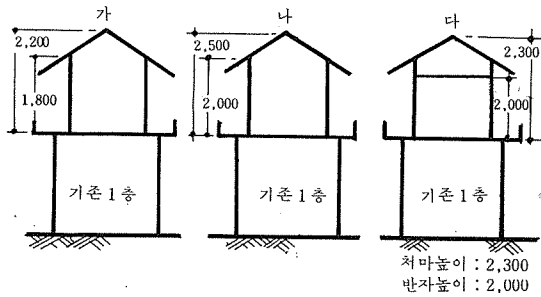 가
나
다
2,200
1,800
2,500
2,000
2,300
2,000
기존 1 층
기존 1 층
기존 1 층
처마높이 : 2,300
반자높이 : 2,000